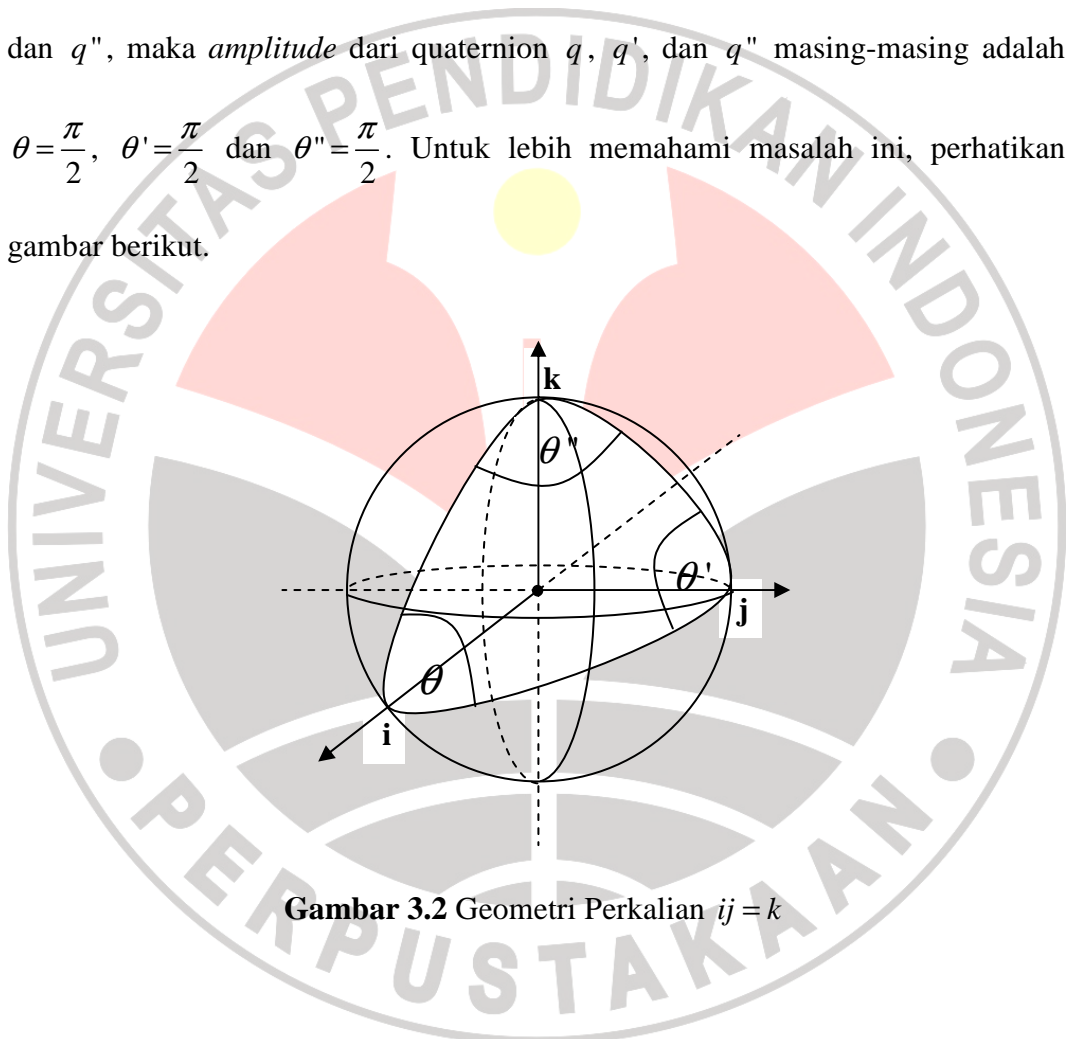 dan q", maka amplitude dari quaternion q, q', dan q" masing-masing adalah
θ = π/2, θ' = π/2 dan θ" = π/2. Untuk lebih memahami masalah ini, perhatikan
gambar berikut.
k
θ"
θ'
j
θ
i
Gambar 3.2 Geometri Perkalian ij = k
UNIVERSITAS PENDIDIKAN INDONESIA
PERPUSTAKAAN